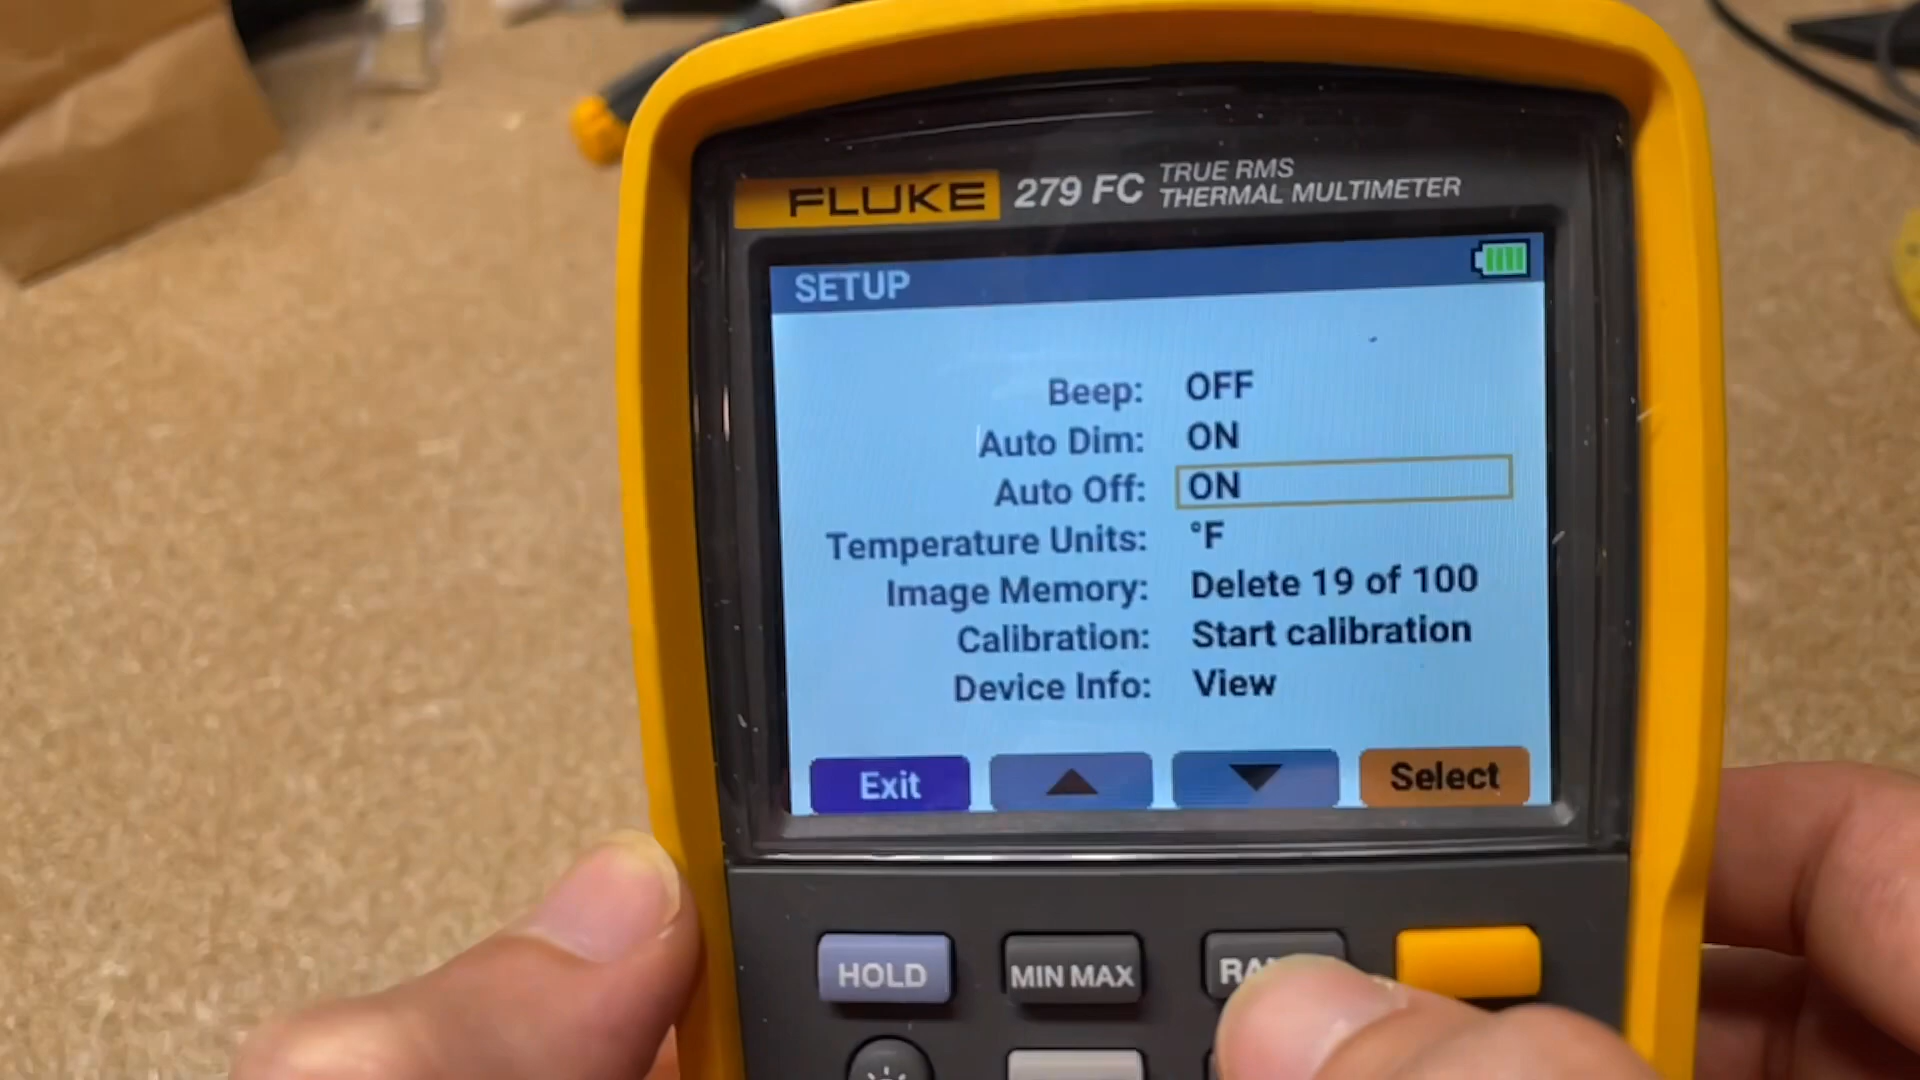 FLUKE 279 FC TRUE RMS
THERMAL MULTIMETER
SETUP
Beep: OFF
Auto Dim: ON
Auto Off: ON
Temperature Units: °F
Image Memory: Delete 19 of 100
Calibration: Start calibration
Device Info: View
Exit Select
HOLD MIN MAX